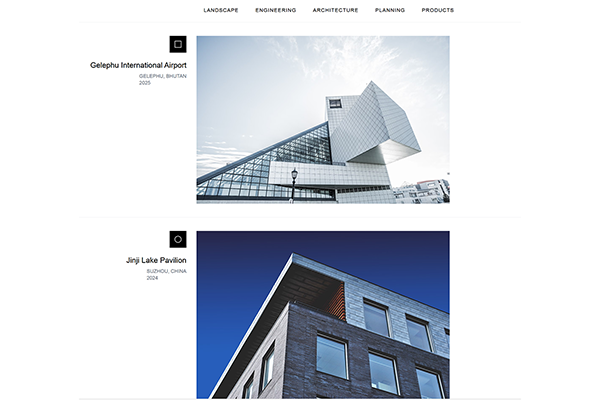 LANDSCAPE ENGINEERING ARCHITECTURE PLANNING PRODUCTS
Gelephu International Airport
GELEPHU, BHUTAN
2025
Jinji Lake Pavilion
SUZHOU, CHINA
2024